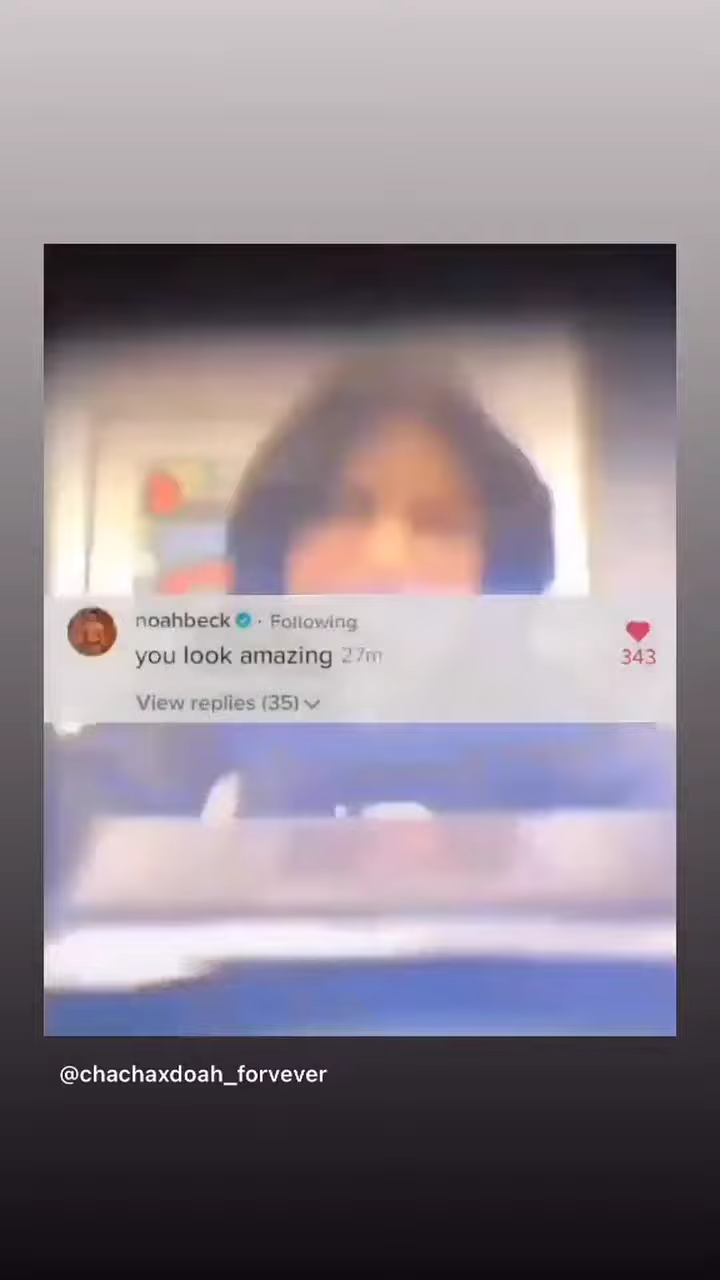 noahbeck · Following
you look amazing 27m
343
View replies (35)
@chachaxdoah_forvever